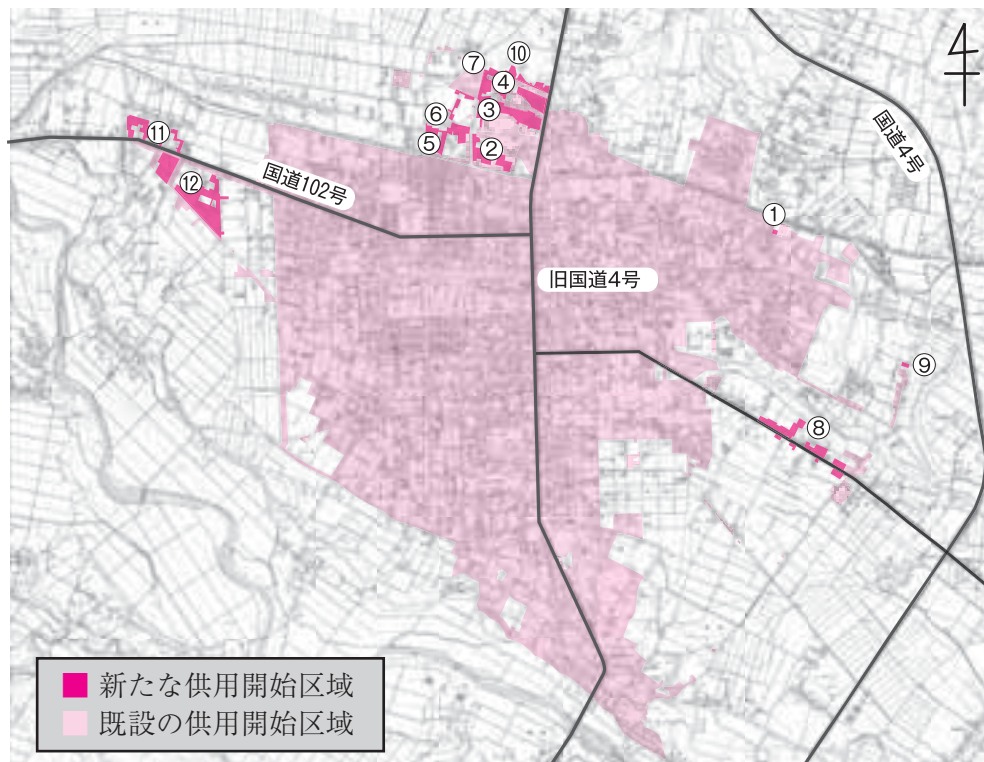 ⑩
⑦
④
③
⑥
⑤
②
⑪
⑫
国道102号
国道4号
①
旧国道4号
⑨
⑧
新たな供用開始区域
既設の供用開始区域